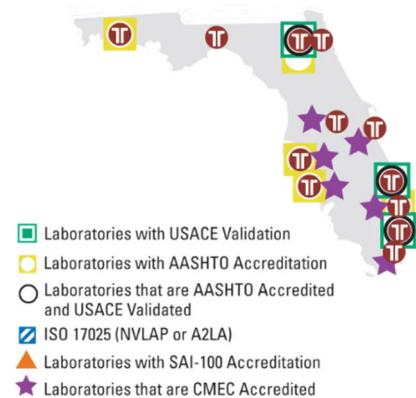 Laboratories with USACE Validation
Laboratories with AASHTO Accreditation
Laboratories that are AASHTO Accredited
and USACE Validated
ISO 17025 (NVLAP or A2LA)
Laboratories with SAI-100 Accreditation
Laboratories that are CMEC Accredited